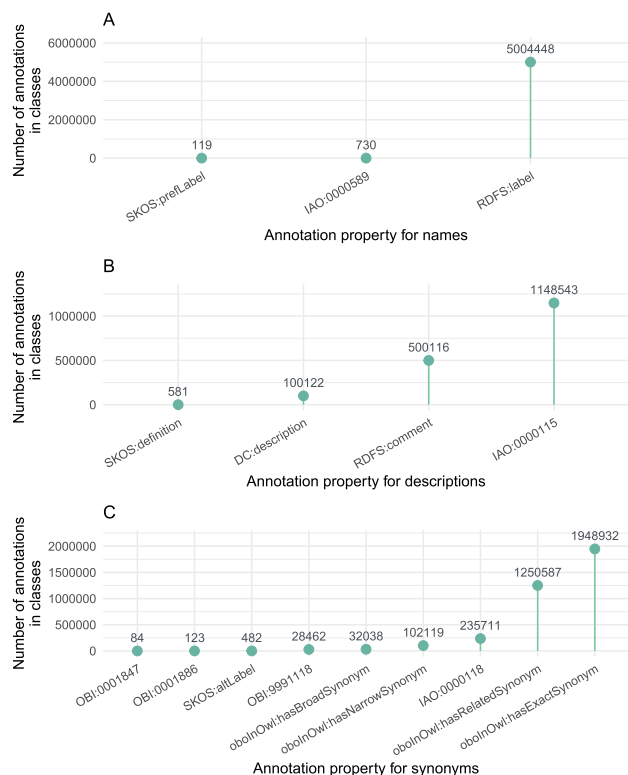 A
Number of annotations
in classes
6000000
4000000
2000000
0
119
730
5004448
SKOS:prefLabel
IAO:0000589
RDFS:label
Annotation property for names
B
Number of annotations
in classes
1000000
500000
0
581
100122
500116
1148543
SKOS:definition
DC:description
RDFS:comment
IAO:0000115
Annotation property for descriptions
C
Number of annotations
in classes
2000000
1500000
1000000
500000
0
84
123
482
28462
32038
102119
235711
1250587
1948932
OBI:0001847
OBI:0001886
SKOS:altLabel
OBI:9991118
oboInOwl:hasBroadSynonym
oboInOwl:hasNarrowSynonym
IAO:0000118
oboInOwl:hasRelatedSynonym
oboInOwl:hasExactSynonym
Annotation property for synonyms